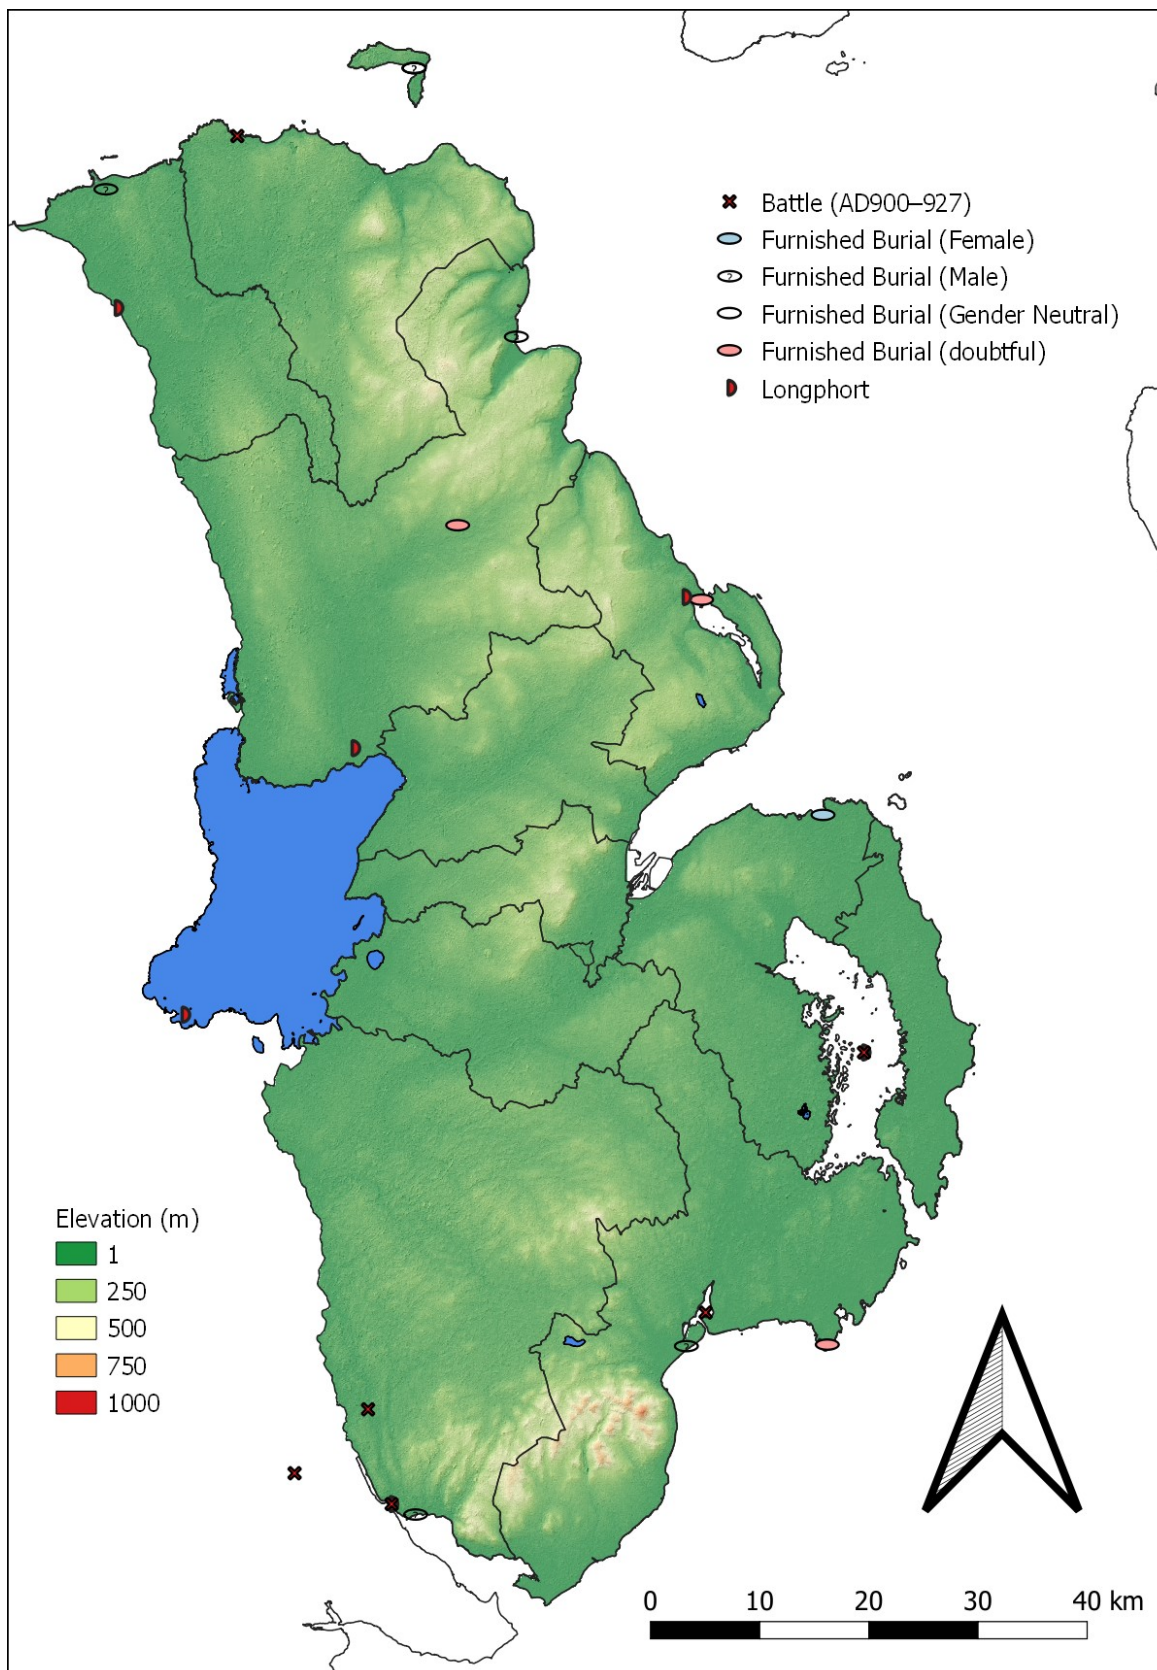 Battle (AD900–927)
Furnished Burial (Female)
Furnished Burial (Male)
Furnished Burial (Gender Neutral)
Furnished Burial (doubtful)
Longphort
Elevation (m)
1
250
500
750
1000
0 10 20 30 40 km